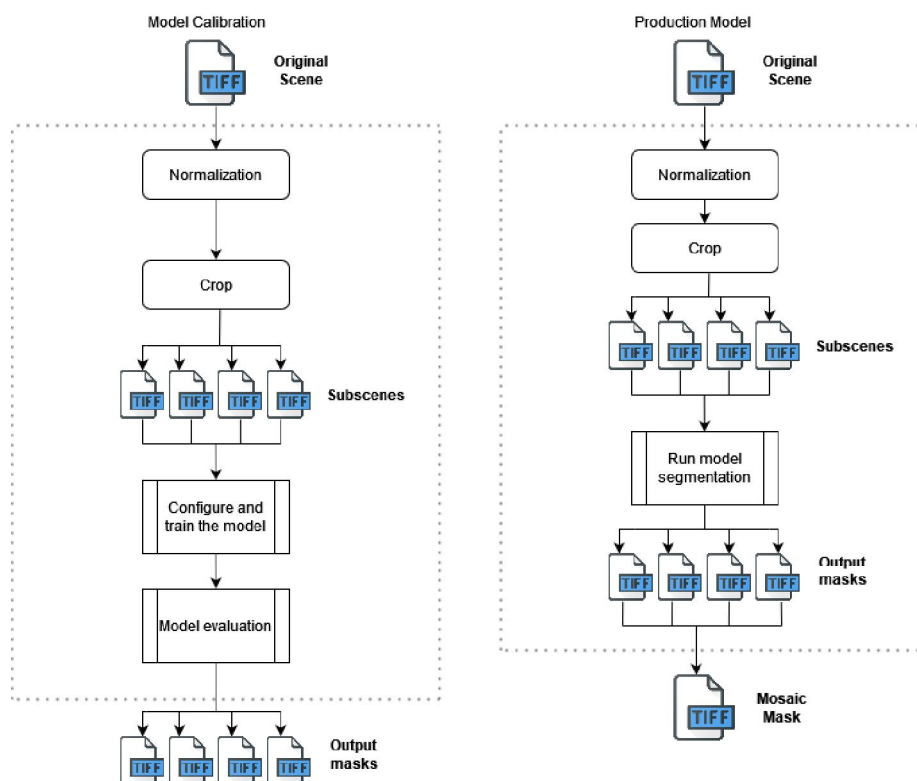 Model Calibration
TIFF
Original
Scene
Normalization
Crop
TIFF TIFF TIFF TIFF
Subscenes
Configure and
train the model
Model evaluation
TIFF TIFF TIFF TIFF
Output
masks
Production Model
TIFF
Original
Scene
Normalization
Crop
TIFF TIFF TIFF TIFF
Subscenes
Run model
segmentation
TIFF TIFF TIFF TIFF
Output
masks
TIFF
Mosaic
Mask